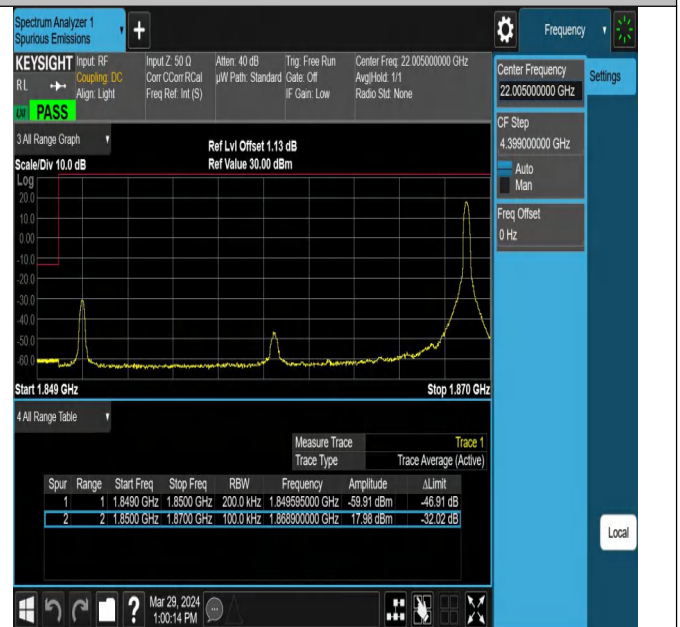 Spectrum Analyzer 1
Spurious Emissions
+
Frequency
KEYSIGHT
RL
PASS
Input: RF
Coupling: DC
Align: Light
Input Z: 50 Ω
Corr CCorr RCal
Freq Ref: Int (S)
Atten: 40 dB
µW Path: Standard
Trig: Free Run
Gate: Off
IF Gain: Low
Center Freq: 22.005000000 GHz
Avg|Hold: 1/1
Radio Std: None
Center Frequency
22.005000000 GHz
Settings
CF Step
4.399000000 GHz
Auto
Man
Freq Offset
0 Hz
3 All Range Graph
Ref Lvl Offset 1.13 dB
Scale/Div 10.0 dB
Ref Value 30.00 dBm
Log
20.0
10.0
0.00
-10.0
-20.0
-30.0
-40.0
-50.0
-60.0
Start 1.849 GHz
Stop 1.870 GHz
4 All Range Table
Measure Trace Trace 1
Trace Type Trace Average (Active)
Spur Range Start Freq Stop Freq RBW Frequency Amplitude ΔLimit
1 1 1.8490 GHz 1.8500 GHz 200.0 kHz 1.849595000 GHz -59.91 dBm -46.91 dB
2 2 1.8500 GHz 1.8700 GHz 100.0 kHz 1.868900000 GHz 17.98 dBm -32.02 dB
Local
?
Mar 29, 2024
1:00:14 PM